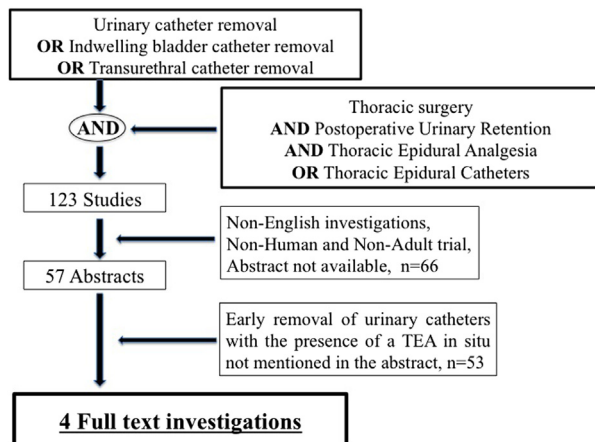 Urinary catheter removal
OR Indwelling bladder catheter removal
OR Transurethral catheter removal
AND
Thoracic surgery
AND Postoperative Urinary Retention
AND Thoracic Epidural Analgesia
OR Thoracic Epidural Catheters
123 Studies
Non-English investigations,
Non-Human and Non-Adult trial,
Abstract not available, n=66
57 Abstracts
Early removal of urinary catheters
with the presence of a TEA in situ
not mentioned in the abstract, n=53
4 Full text investigations